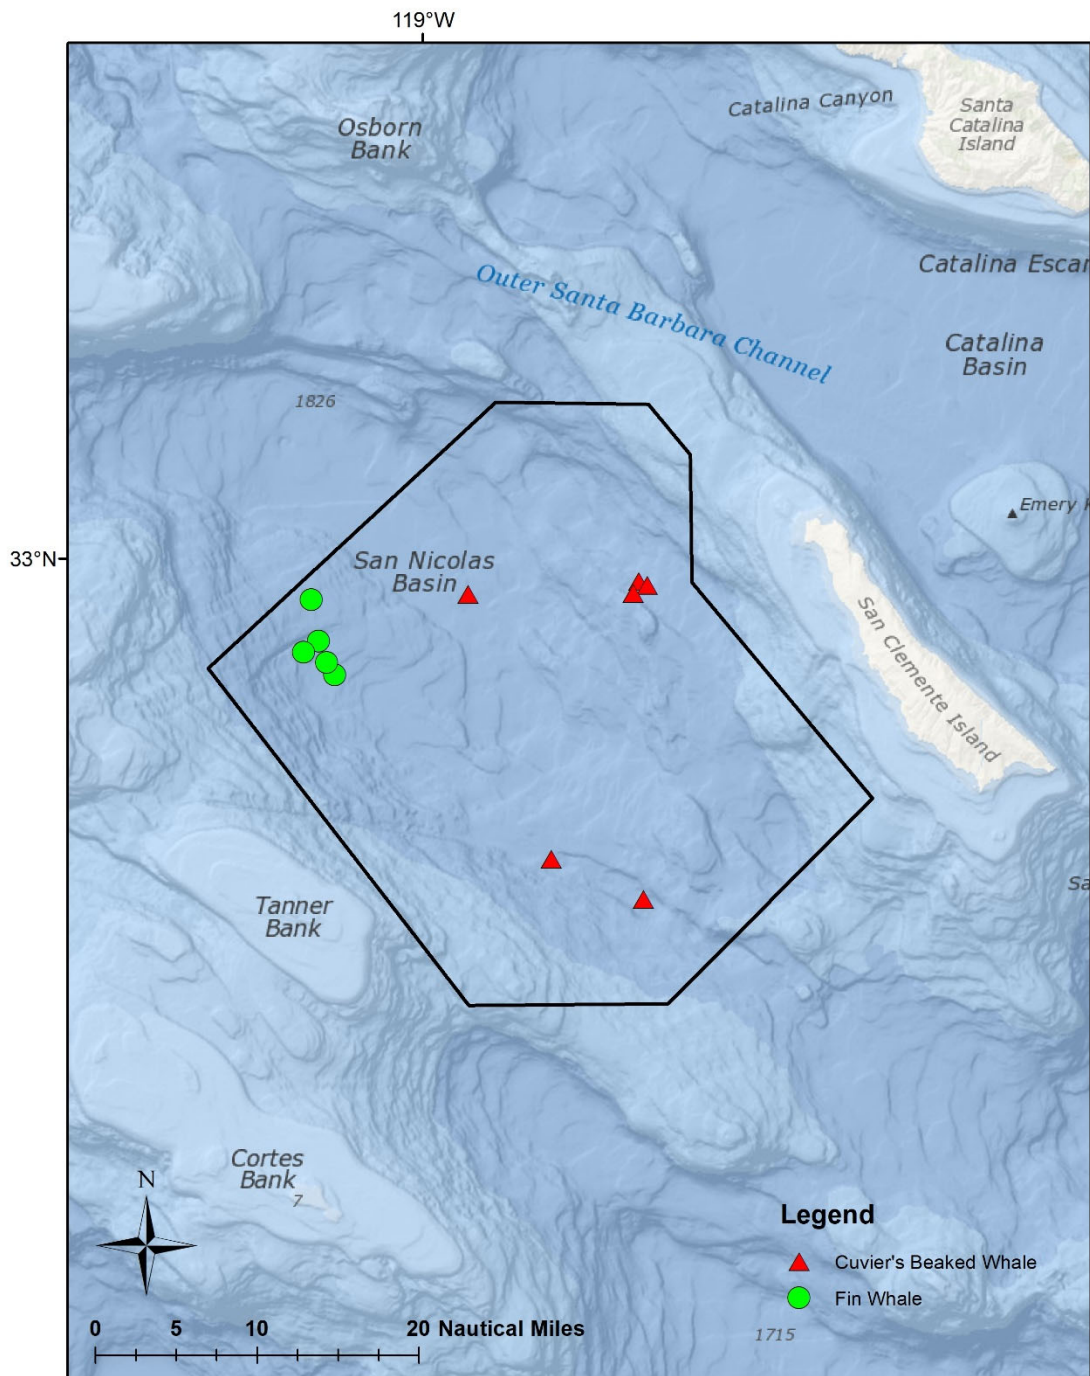 119°W
Catalina Canyon
Santa
Catalina
Island
Osborn
Bank
Catalina Escar
Outer Santa Barbara Channel
Catalina
Basin
1826
Emery K
33°N
San Nicolas
Basin
San Clemente Island
Sa
Tanner
Bank
Cortes
Bank
7
N
Legend
Cuvier's Beaked Whale
Fin Whale
0 5 10 20 Nautical Miles
1715